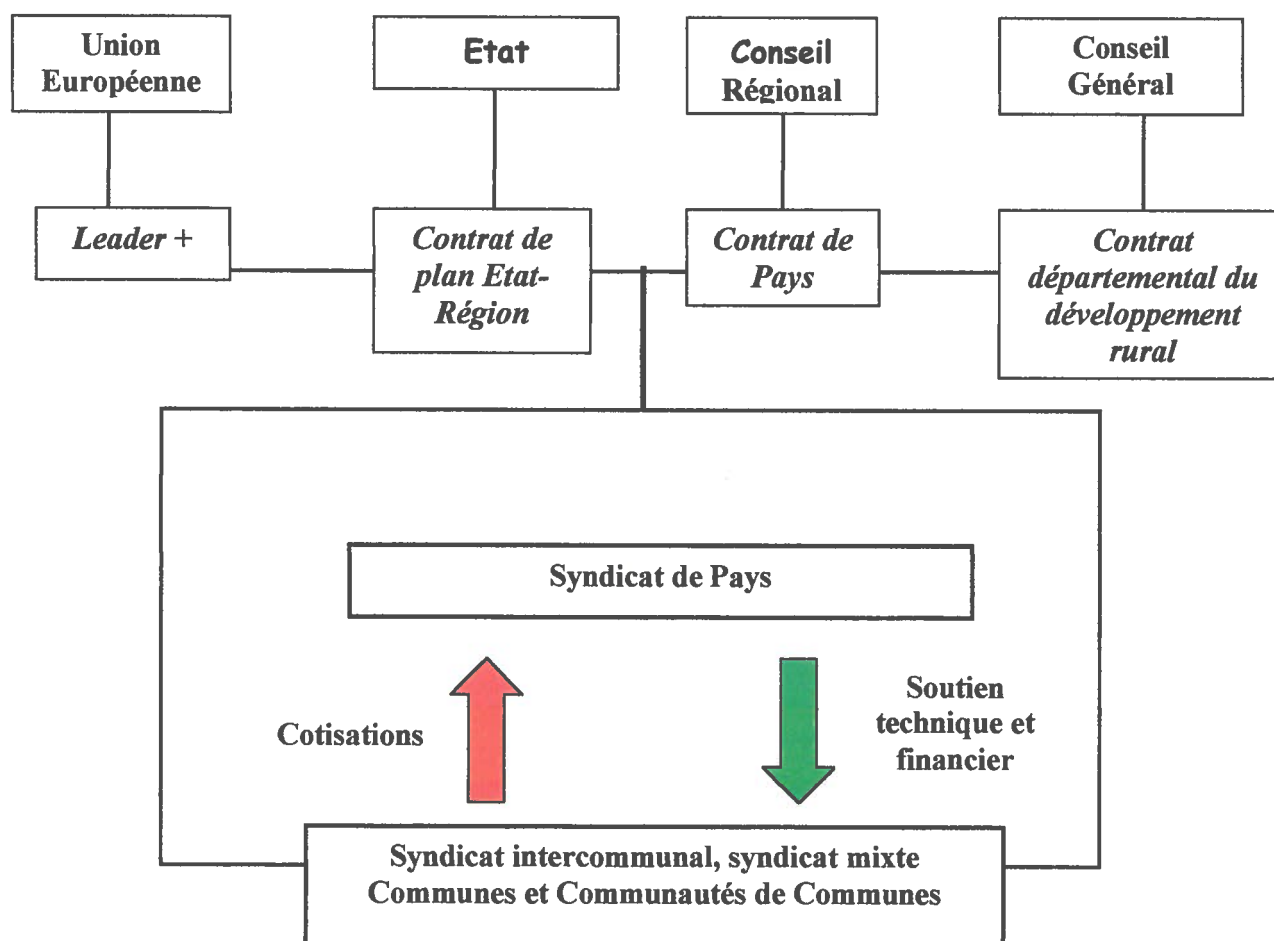 Union
Européenne
Etat
Conseil
Régional
Conseil
Général
Leader +
Contrat de
plan Etat-
Région
Contrat de
Pays
Contrat
départemental du
développement
rural
Syndicat de Pays
Cotisations
Soutien
technique et
financier
Syndicat intercommunal, syndicat mixte
Communes et Communautés de Communes